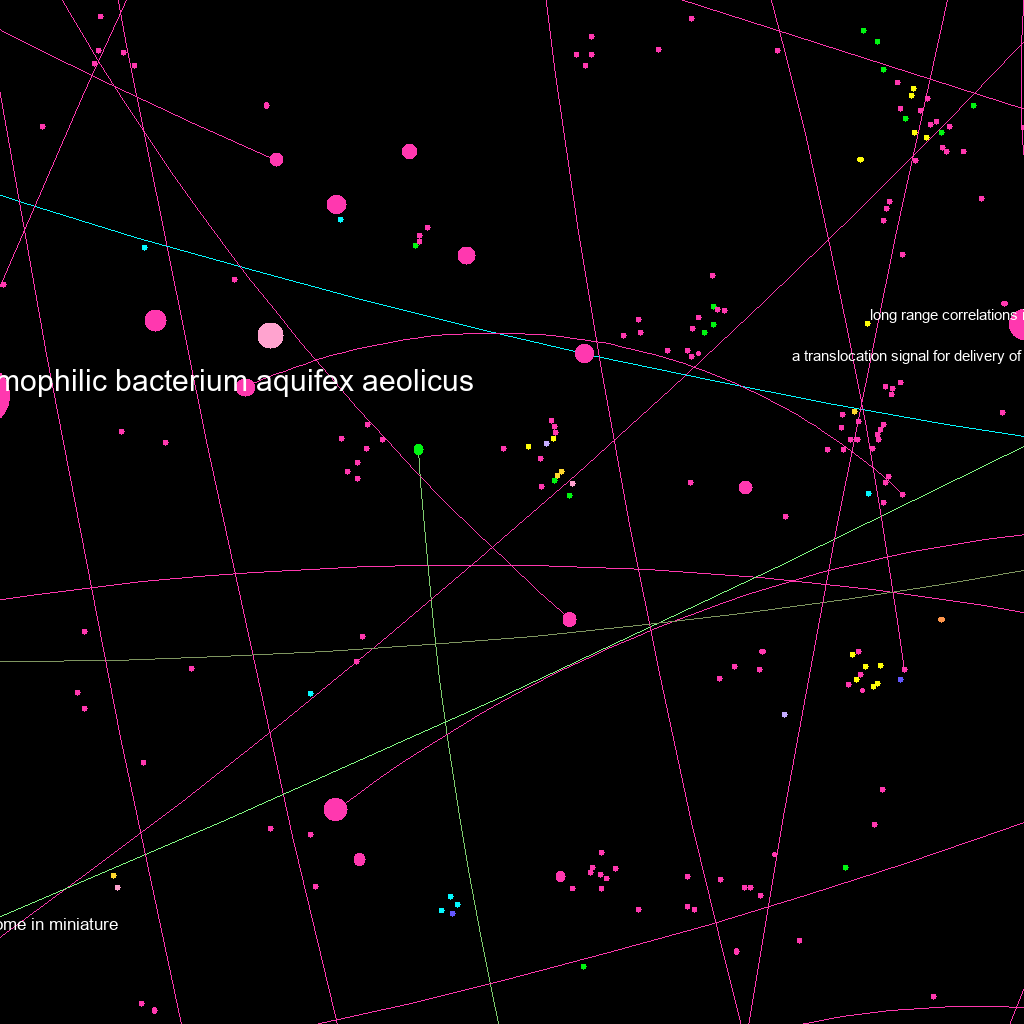 long range correlations
a translocation signal for delivery of
mophilic bacterium aquifex aeolicus
ome in miniature